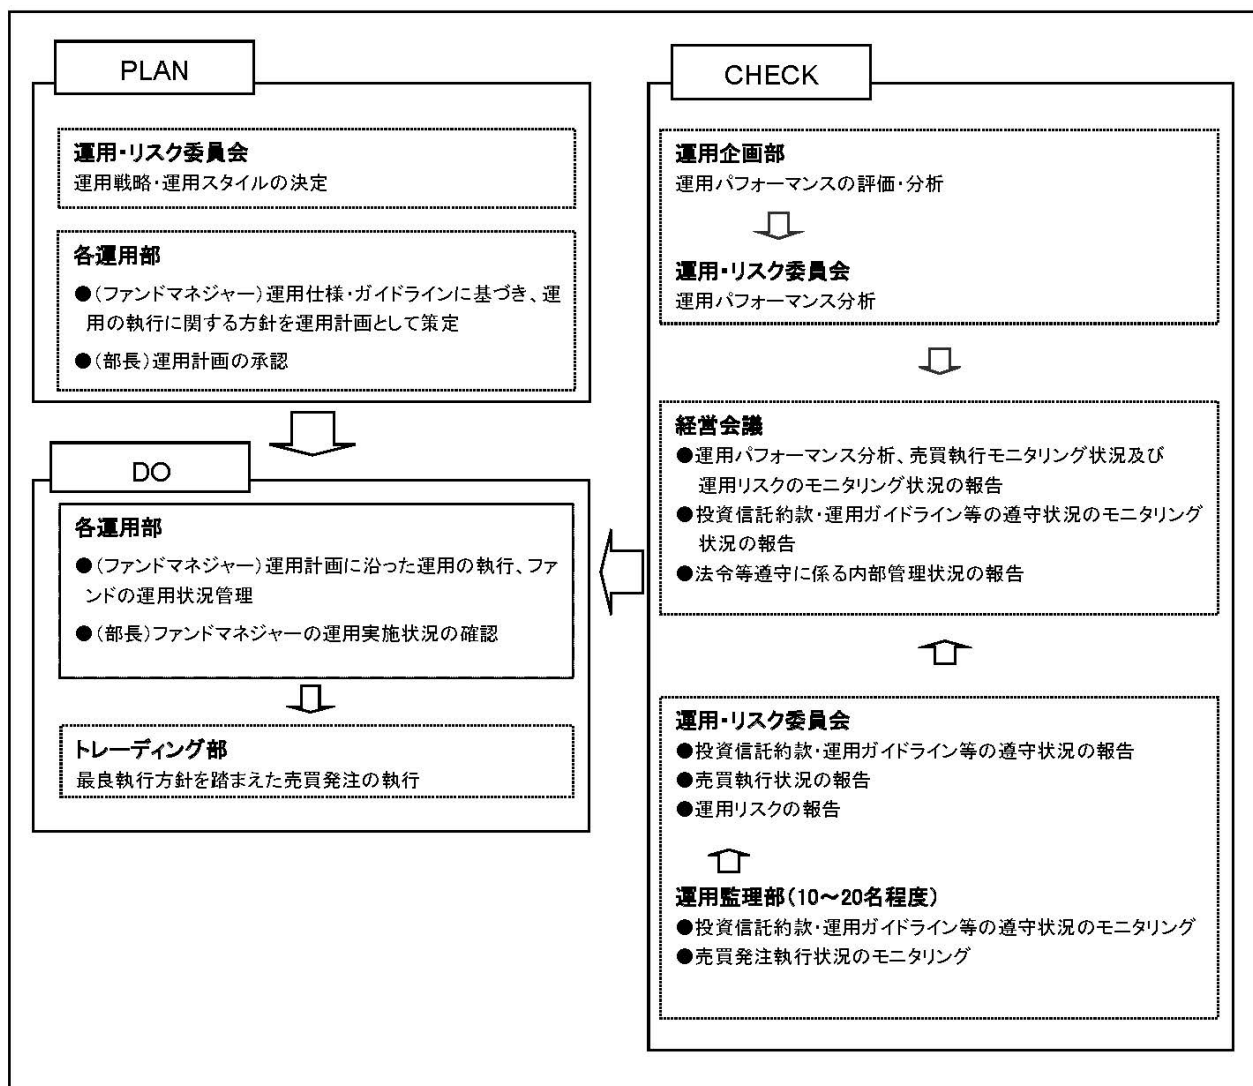 PLAN
運用・リスク委員会
運用戦略・運用スタイルの決定
各運用部
●(ファンドマネジャー)運用仕様・ガイドラインに基づき、運
用の執行に関する方針を運用計画として策定
●(部長)運用計画の承認
DO
各運用部
●(ファンドマネジャー)運用計画に沿った運用の執行、ファ
ンドの運用状況管理
●(部長)ファンドマネジャーの運用実施状況の確認
トレーディング部
最良執行方針を踏まえた売買発注の執行
CHECK
運用企画部
運用パフォーマンスの評価・分析
運用・リスク委員会
運用パフォーマンス分析
経営会議
●運用パフォーマンス分析、売買執行モニタリング状況及び
運用リスクのモニタリング状況の報告
●投資信託約款・運用ガイドライン等の遵守状況のモニタリング
状況の報告
●法令等遵守に係る内部管理状況の報告
運用・リスク委員会
●投資信託約款・運用ガイドライン等の遵守状況の報告
●売買執行状況の報告
●運用リスクの報告
運用監理部(10～20名程度)
●投資信託約款・運用ガイドライン等の遵守状況のモニタリング
●売買発注執行状況のモニタリング